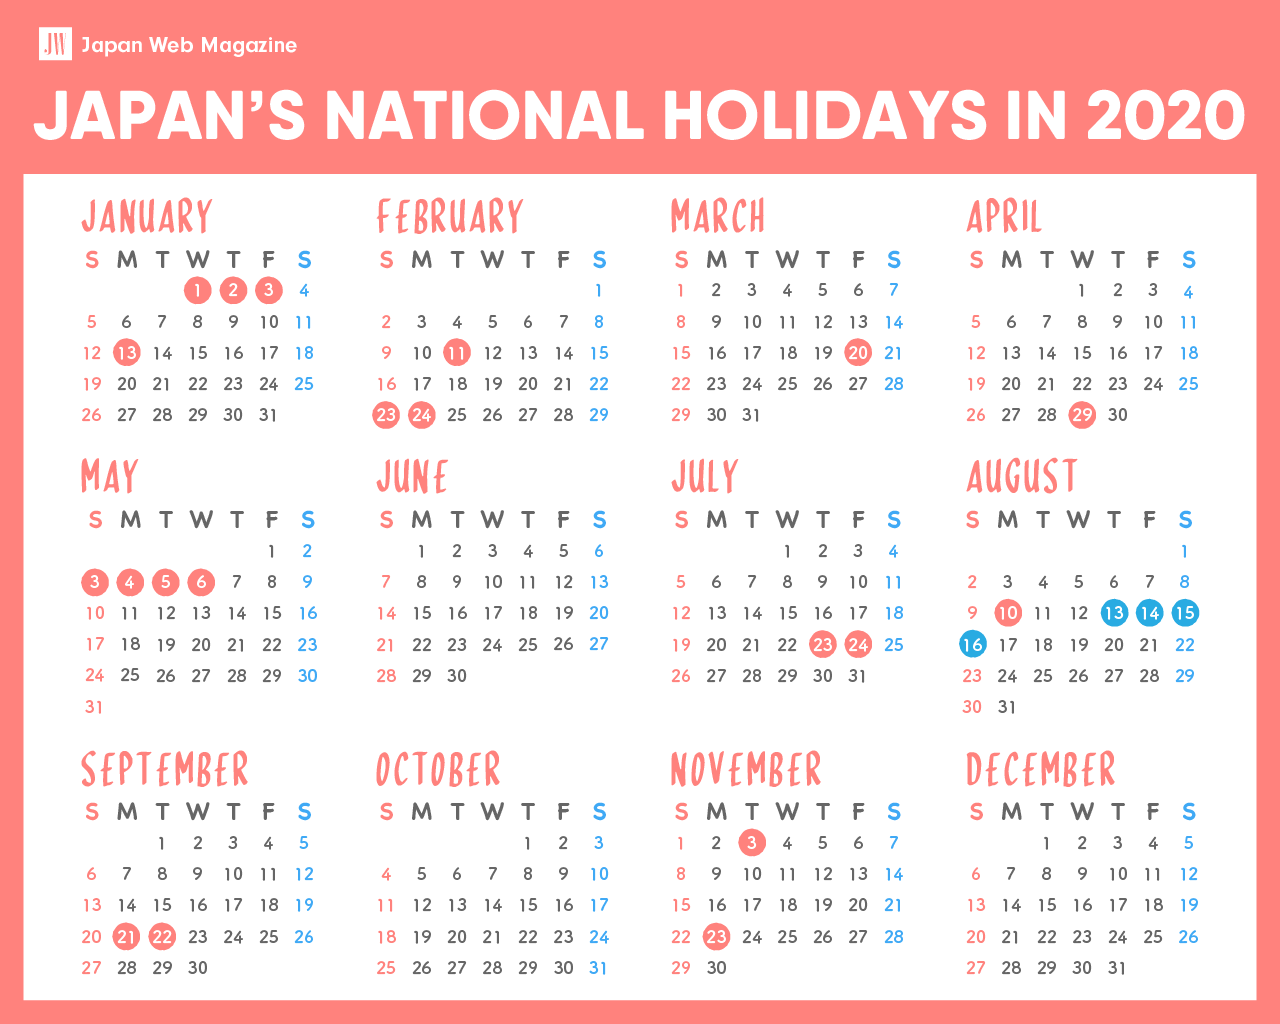 JW Japan Web Magazine
JAPAN'S NATIONAL HOLIDAYS IN 2020
JANUARY
S M T W T F S
1 2 3 4
5 6 7 8 9 10 11
12 13 14 15 16 17 18
19 20 21 22 23 24 25
26 27 28 29 30 31
FEBRUARY
S M T W T F S
1
2 3 4 5 6 7 8
9 10 11 12 13 14 15
16 17 18 19 20 21 22
23 24 25 26 27 28 29
MARCH
S M T W T F S
1 2 3 4 5 6 7
8 9 10 11 12 13 14
15 16 17 18 19 20 21
22 23 24 25 26 27 28
29 30 31
APRIL
S M T W T F S
1 2 3 4
5 6 7 8 9 10 11
12 13 14 15 16 17 18
19 20 21 22 23 24 25
26 27 28 29 30
MAY
S M T W T F S
1 2
3 4 5 6 7 8 9
10 11 12 13 14 15 16
17 18 19 20 21 22 23
24 25 26 27 28 29 30
31
JUNE
S M T W T F S
1 2 3 4 5 6
7 8 9 10 11 12 13
14 15 16 17 18 19 20
21 22 23 24 25 26 27
28 29 30
JULY
S M T W T F S
1 2 3 4
5 6 7 8 9 10 11
12 13 14 15 16 17 18
19 20 21 22 23 24 25
26 27 28 29 30 31
AUGUST
S M T W T F S
1
2 3 4 5 6 7 8
9 10 11 12 13 14 15
16 17 18 19 20 21 22
23 24 25 26 27 28 29
30 31
SEPTEMBER
S M T W T F S
1 2 3 4 5
6 7 8 9 10 11 12
13 14 15 16 17 18 19
20 21 22 23 24 25 26
27 28 29 30
OCTOBER
S M T W T F S
1 2 3
4 5 6 7 8 9 10
11 12 13 14 15 16 17
18 19 20 21 22 23 24
25 26 27 28 29 30 31
NOVEMBER
S M T W T F S
1 2 3 4 5 6 7
8 9 10 11 12 13 14
15 16 17 18 19 20 21
22 23 24 25 26 27 28
29 30
DECEMBER
S M T W T F S
1 2 3 4 5
6 7 8 9 10 11 12
13 14 15 16 17 18 19
20 21 22 23 24 25 26
27 28 29 30 31